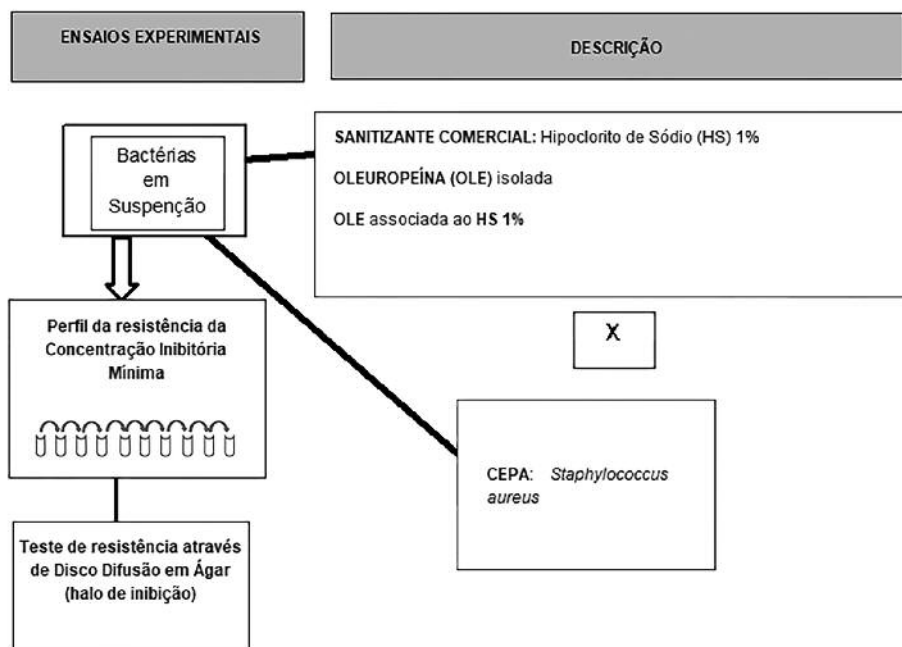 ENSAIOS EXPERIMENTAIS
DESCRIÇÃO
Bactérias
em
Suspenção
SANITIZANTE COMERCIAL: Hipoclorito de Sódio (HS) 1%
OLEUROPEÍNA (OLE) isolada
OLE associada ao HS 1%
Perfil da resistência da
Concentração Inibitória
Mínima
X
CEPA: Staphylococcus
aureus
Teste de resistência através
de Disco Difusão em Ágar
(halo de inibição)